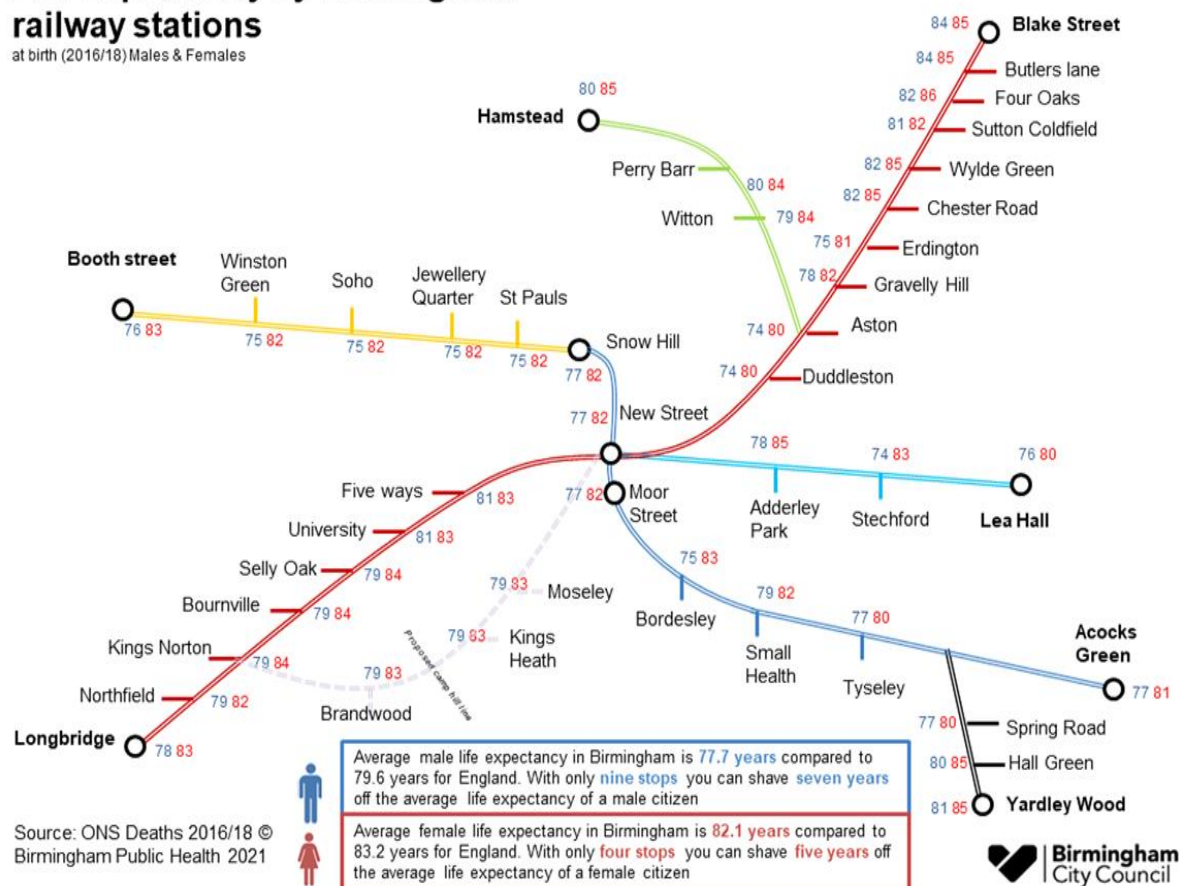 railway stations
at birth (2016/18) Males & Females
84 85 Blake Street
84 85 Butlers lane
82 86 Four Oaks
81 82 Sutton Coldfield
82 85 Wylde Green
82 85 Chester Road
75 81 Erdington
78 82 Gravelly Hill
74 80 Aston
74 80 Duddleston
80 85
Hamstead
Perry Barr
80 84
Witton
79 84
Booth street
76 83
Winston
Green
75 82
Soho
75 82
Jewellery
Quarter
75 82
St Pauls
75 82
Snow Hill
77 82
New Street
77 82
Moor
Street
77 82
78 85
Adderley
Park
74 83
Stechford
76 80
Lea Hall
75 83
Bordesley
79 82
Small
Health
77 80
Tyseley
Acocks
Green
77 81
77 80 Spring Road
80 85 Hall Green
81 85 Yardley Wood
Five ways
81 83
University
81 83
Selly Oak
79 84
Bournville
79 84
Kings Norton
79 84
Northfield
79 82
Longbridge
78 83
79 83
Moseley
79 83
Kings
Heath
79 83
Brandwood
Proposed camp hill line
Average male life expectancy in Birmingham is 77.7 years compared to
79.6 years for England. With only nine stops you can shave seven years
off the average life expectancy of a male citizen
Average female life expectancy in Birmingham is 82.1 years compared to
83.2 years for England. With only four stops you can shave five years off
the average life expectancy of a female citizen
Source: ONS Deaths 2016/18 ©
Birmingham Public Health 2021
Birmingham
City Council